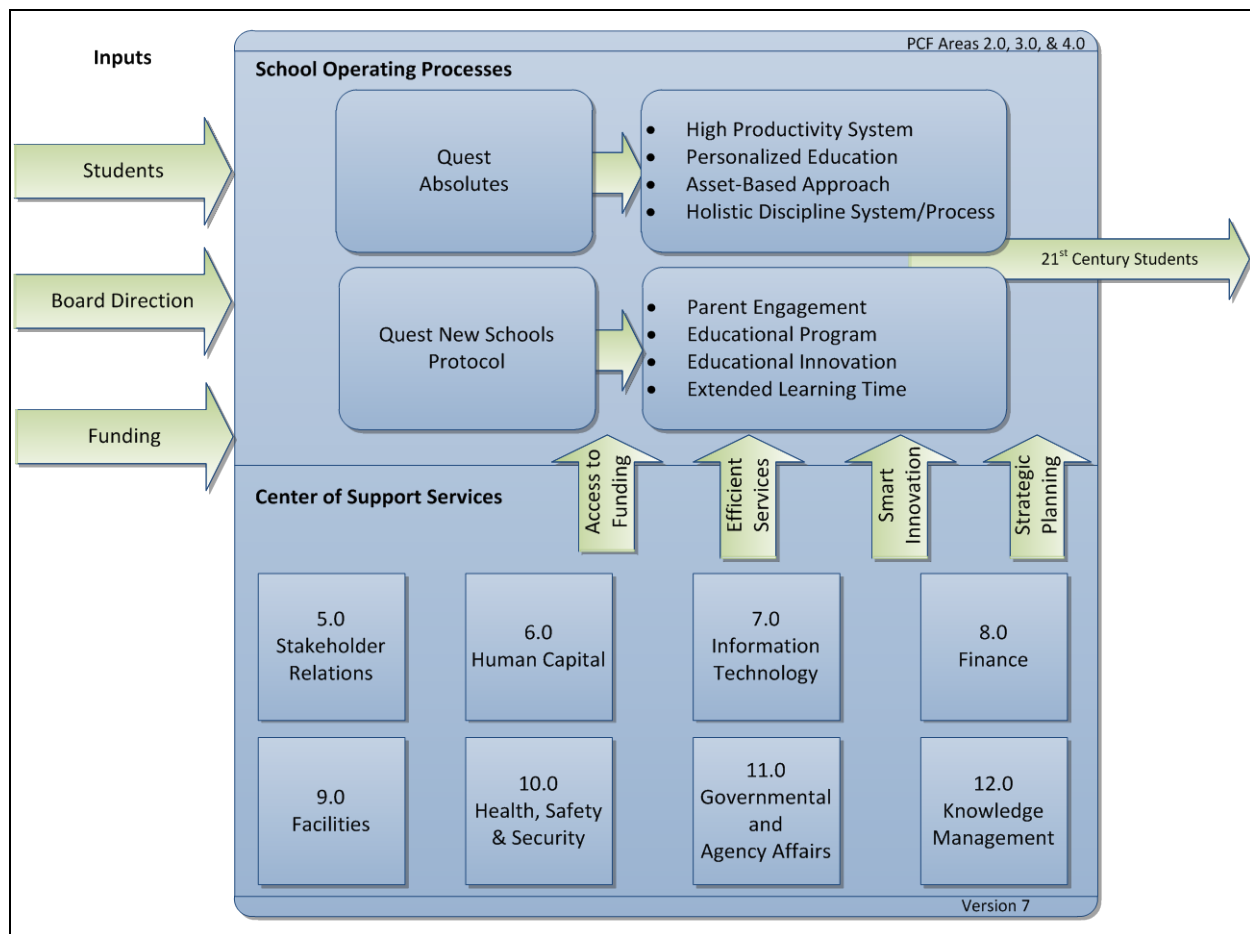 Inputs
PCF Areas 2.0, 3.0, & 4.0
School Operating Processes
Students
Board Direction
Funding
Quest
Absolutes
• High Productivity System
• Personalized Education
• Asset-Based Approach
• Holistic Discipline System/Process
21st Century Students
Quest New Schools
Protocol
• Parent Engagement
• Educational Program
• Educational Innovation
• Extended Learning Time
Center of Support Services
Access to
Funding
Efficient
Services
Smart
Innovation
Strategic
Planning
5.0
Stakeholder
Relations
6.0
Human Capital
7.0
Information
Technology
8.0
Finance
9.0
Facilities
10.0
Health, Safety
& Security
11.0
Governmental
and
Agency Affairs
12.0
Knowledge
Management
Version 7